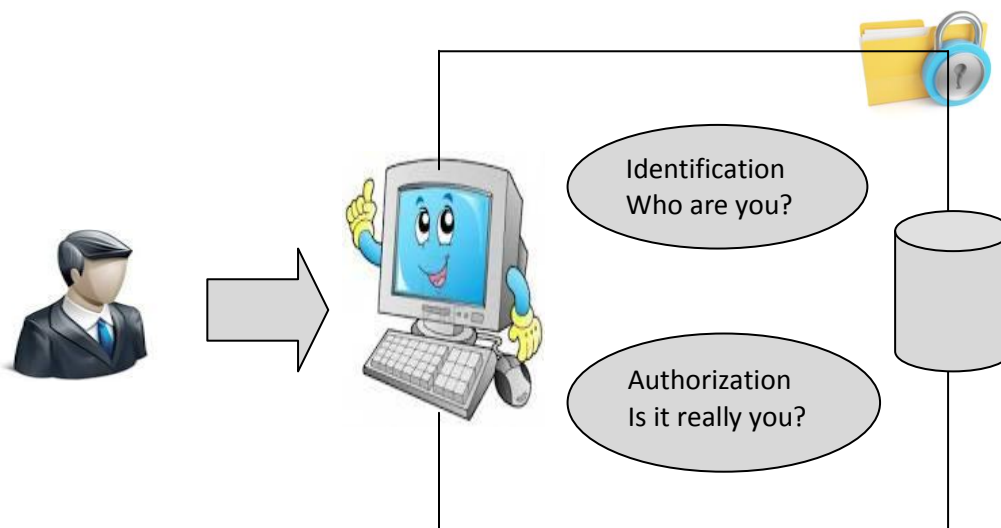 Identification
Who are you?
Authorization
Is it really you?